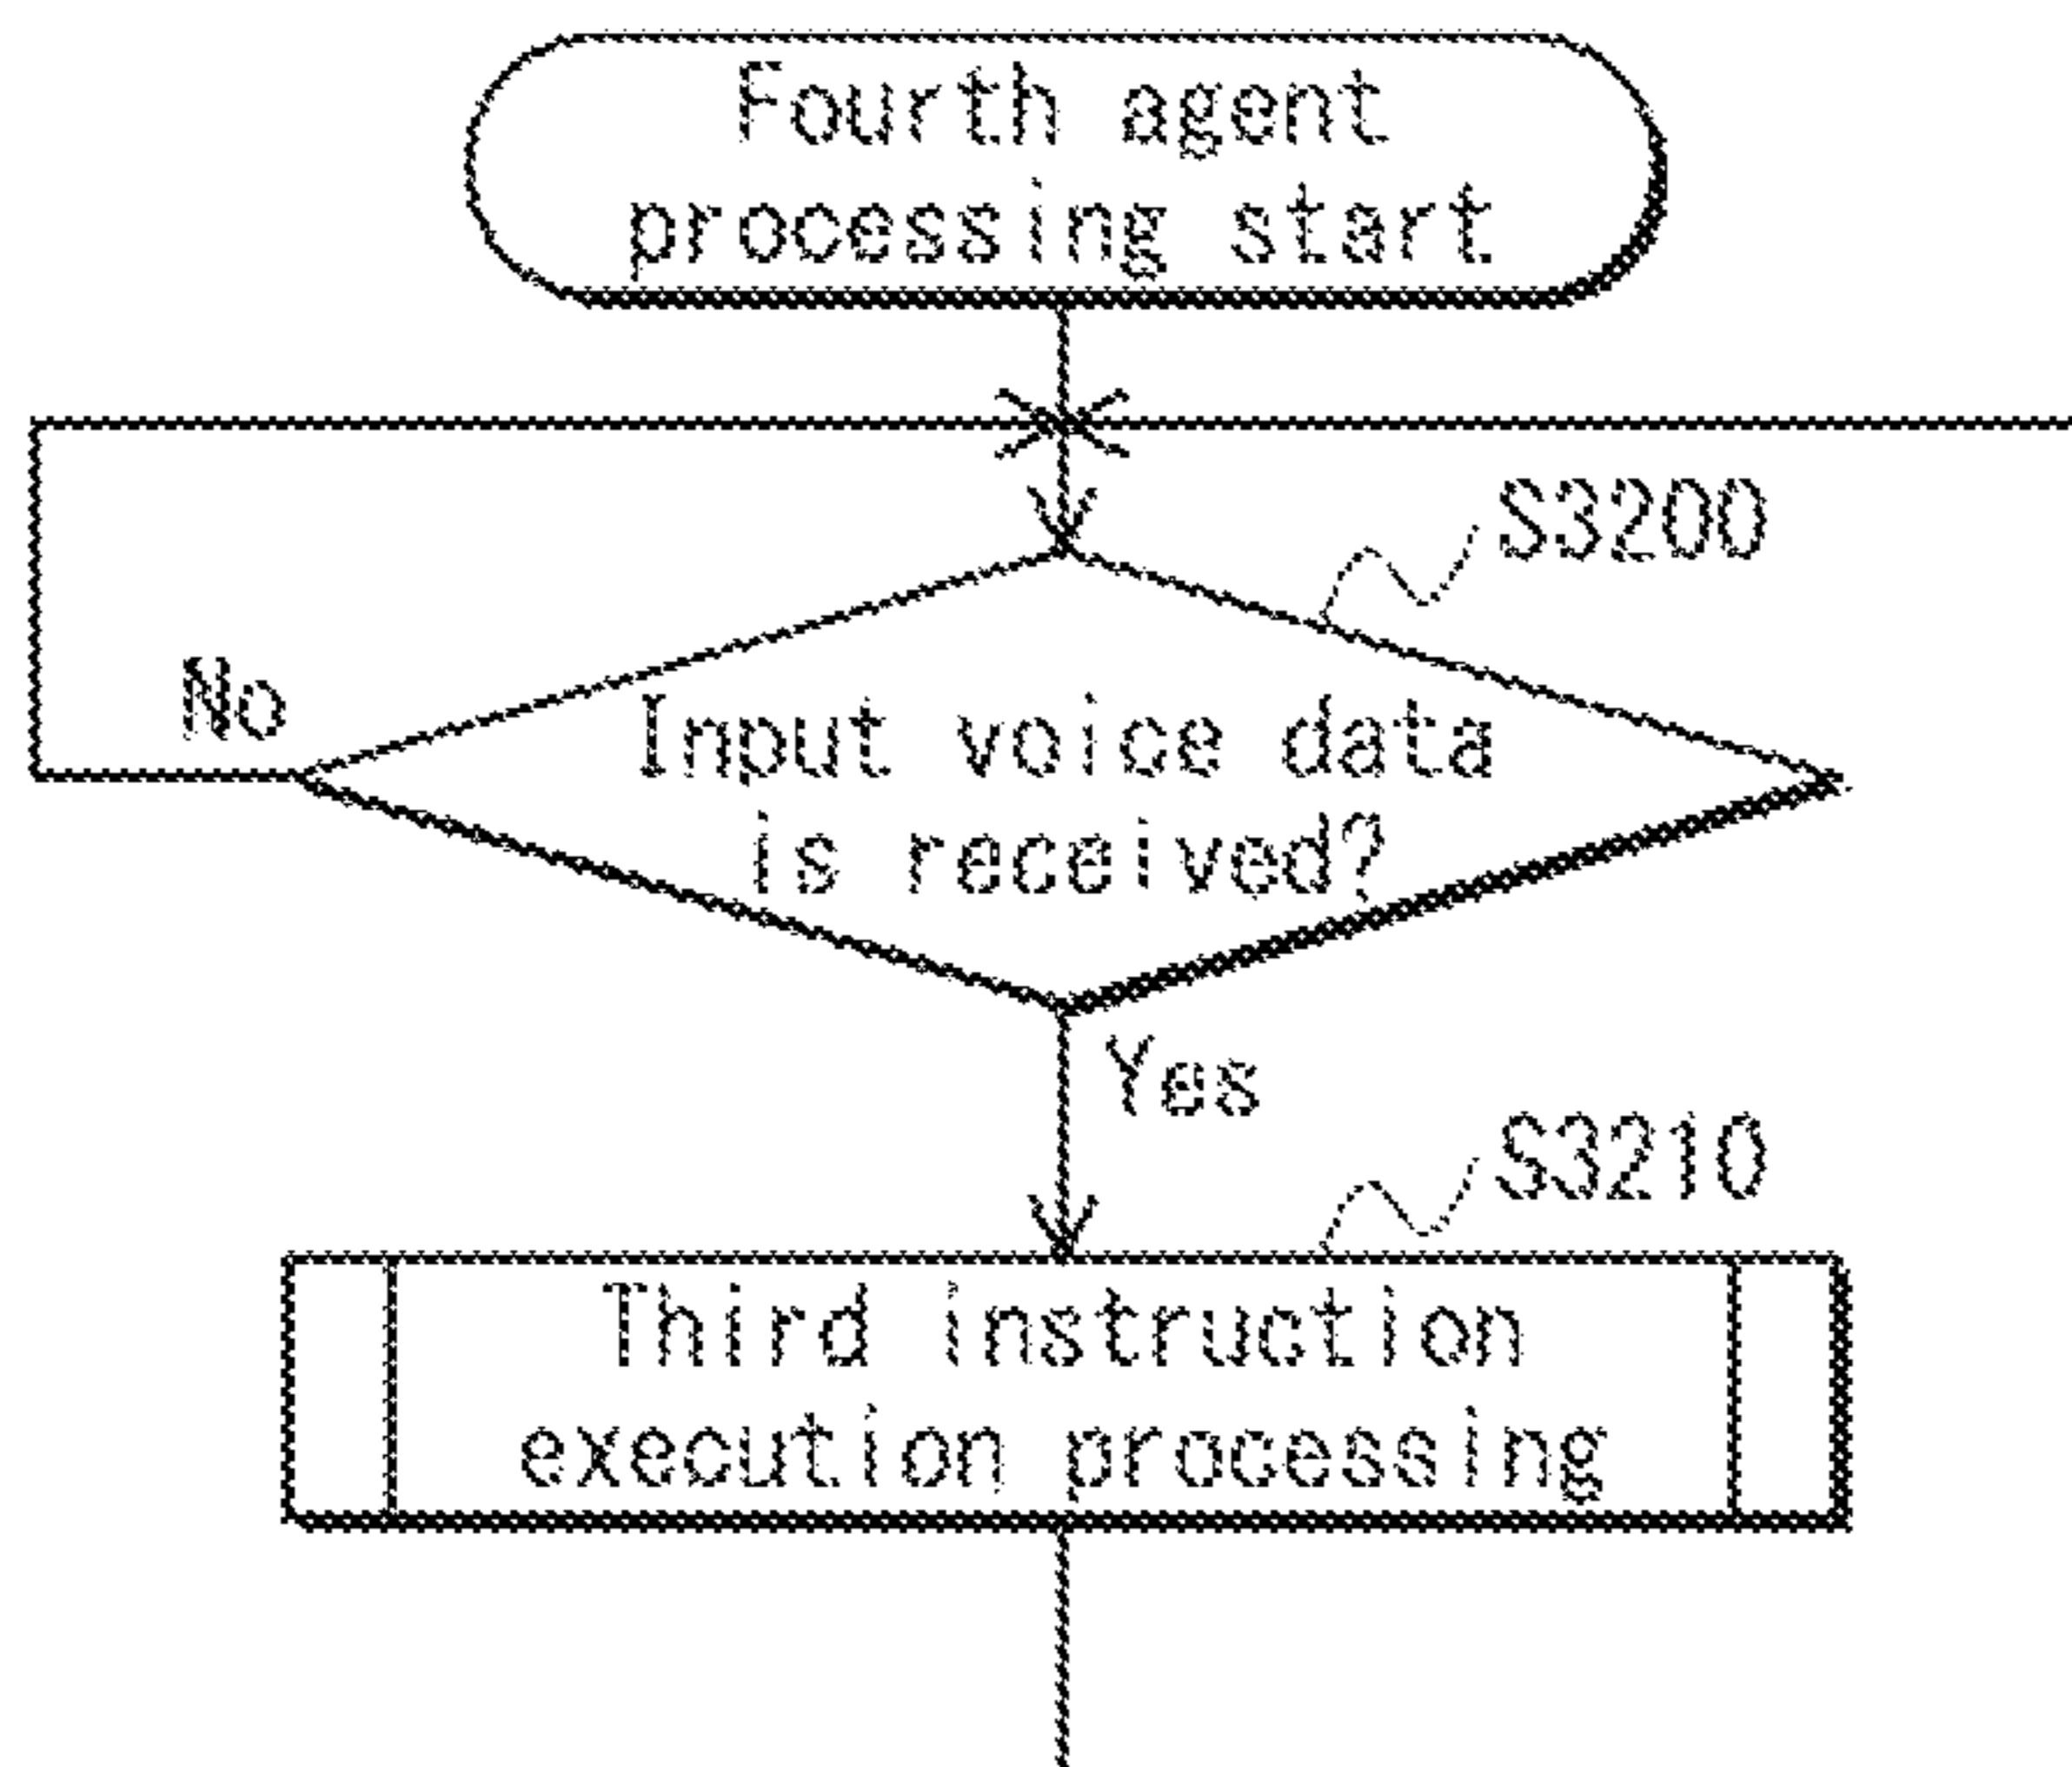 Fourth agent
processing start
S3200
No
Input voice data
is received?
Yes
S3210
Third instruction
execution processing